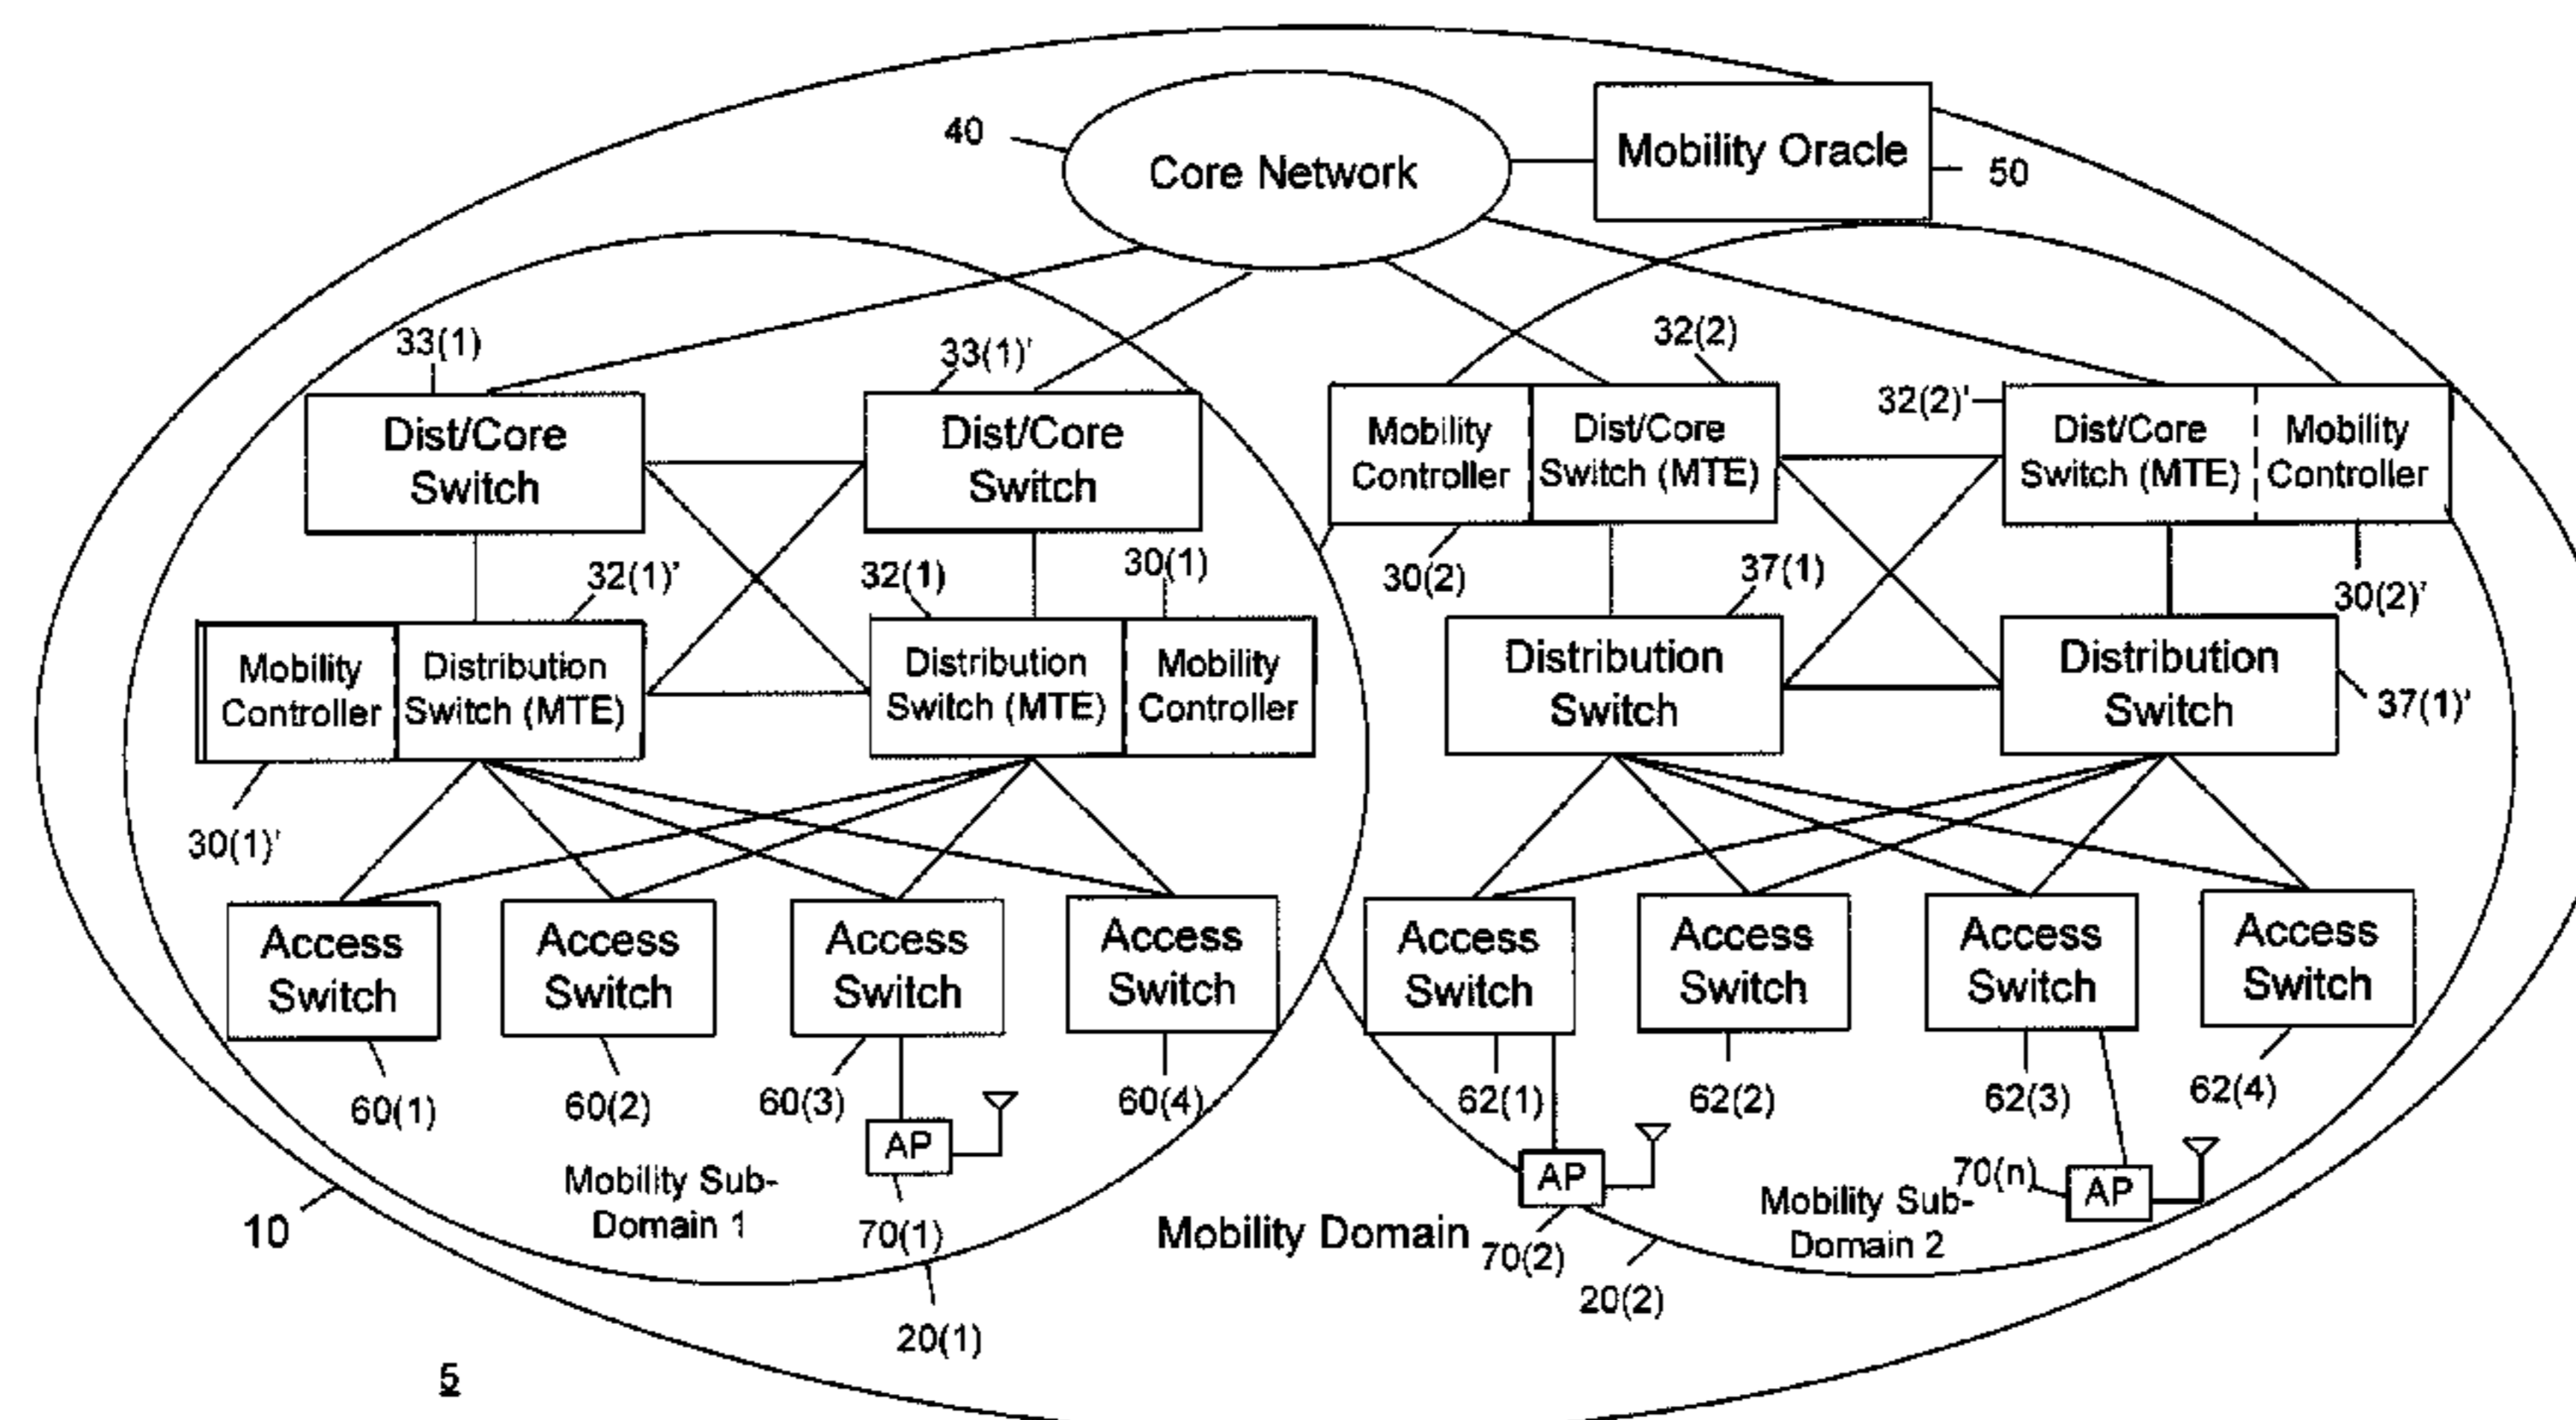 40
Core Network
Mobility Oracle
50
33(1)
33(1)'
32(2)
32(2)'
Dist/Core
Switch
Dist/Core
Switch
Mobility
Controller
Dist/Core
Switch (MTE)
Dist/Core
Switch (MTE)
Mobility
Controller
32(1)'
32(1)
30(1)
30(2)
37(1)
30(2)'
Mobility
Controller
Distribution
Switch (MTE)
Distribution
Switch (MTE)
Mobility
Controller
Distribution
Switch
Distribution
Switch
37(1)'
30(1)'
Access
Switch
Access
Switch
Access
Switch
Access
Switch
Access
Switch
Access
Switch
Access
Switch
Access
Switch
60(1)
60(2)
60(3)
60(4)
62(1)
62(2)
62(3)
62(4)
AP
AP
AP
70(n)
10
Mobility Sub-
Domain 1
70(1)
Mobility Domain
70(2)
Mobility Sub-
Domain 2
20(2)
20(1)
5